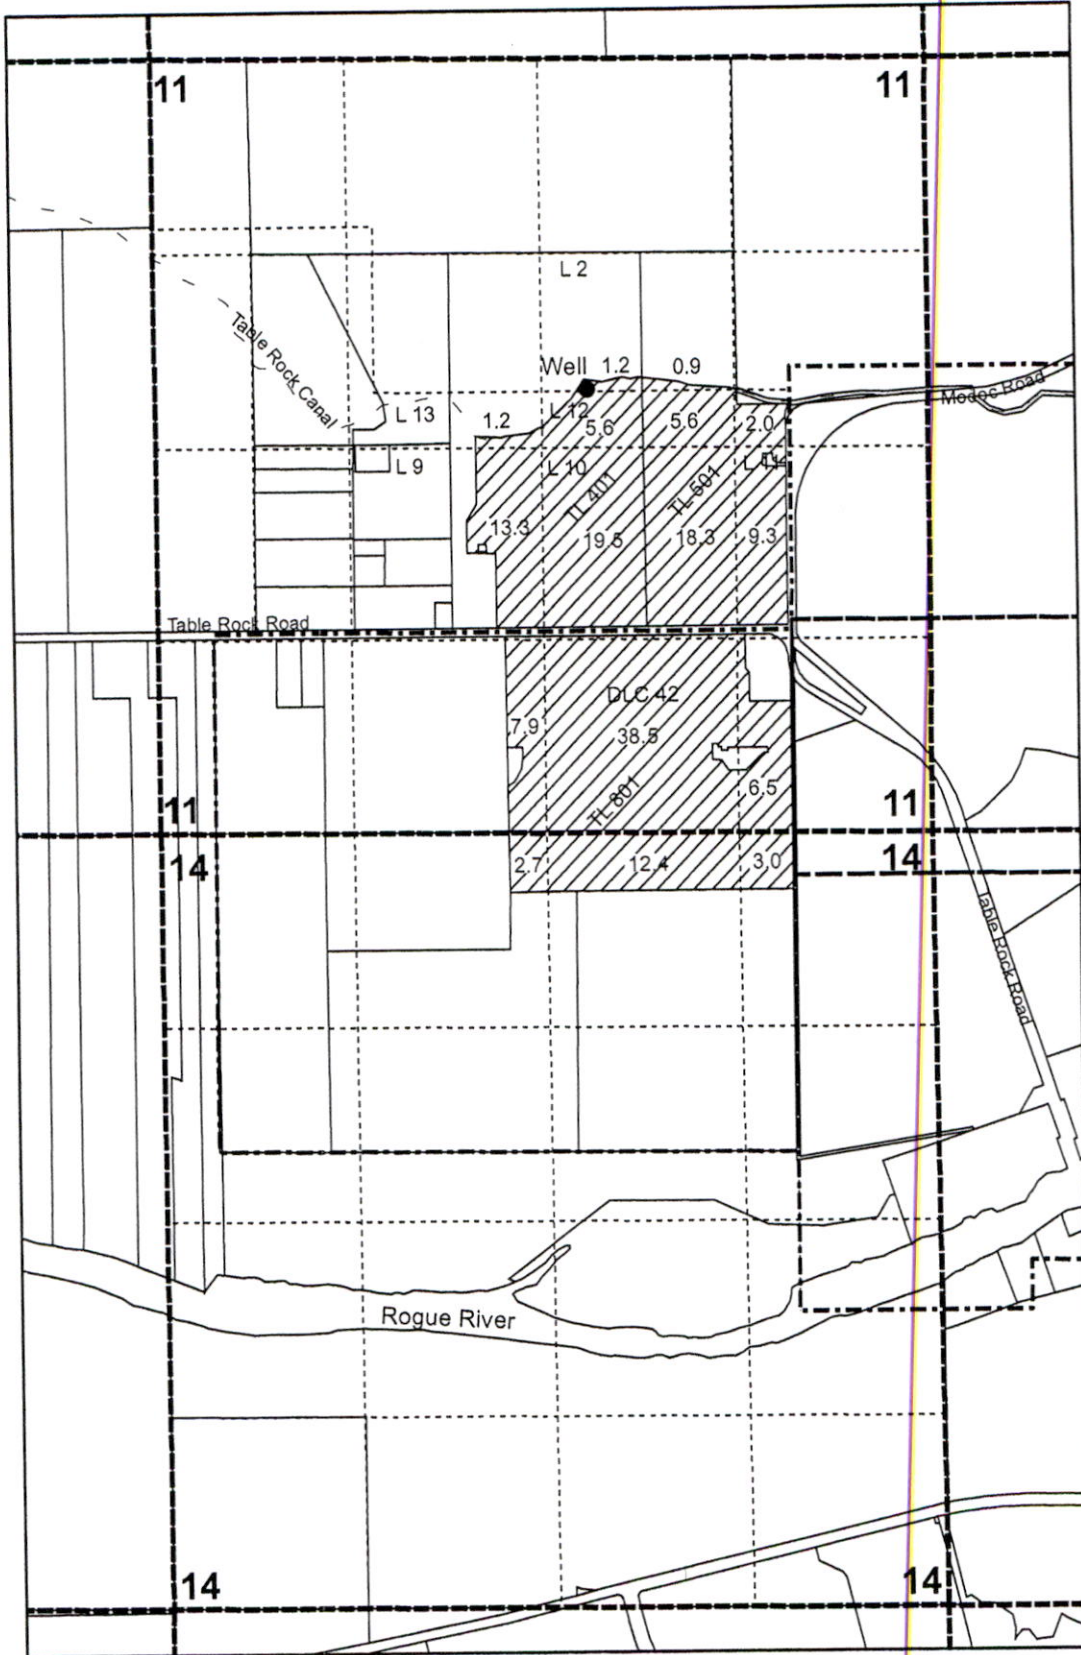 11 11
L 2
Table Rock Canal
Well 1.2 0.9
Modoc Road
L 13 1.2 L 12 5.6 5.6 2.0
L 9 L 10
TL 401 TL 501
13.3 19.5 18.3 9.3
Table Rock Road
DLC 42
7.9 38.5
6.5
TL 801
11 11
14 14
2.7 12.4 3.0
Table Rock Road
Rogue River
14 14